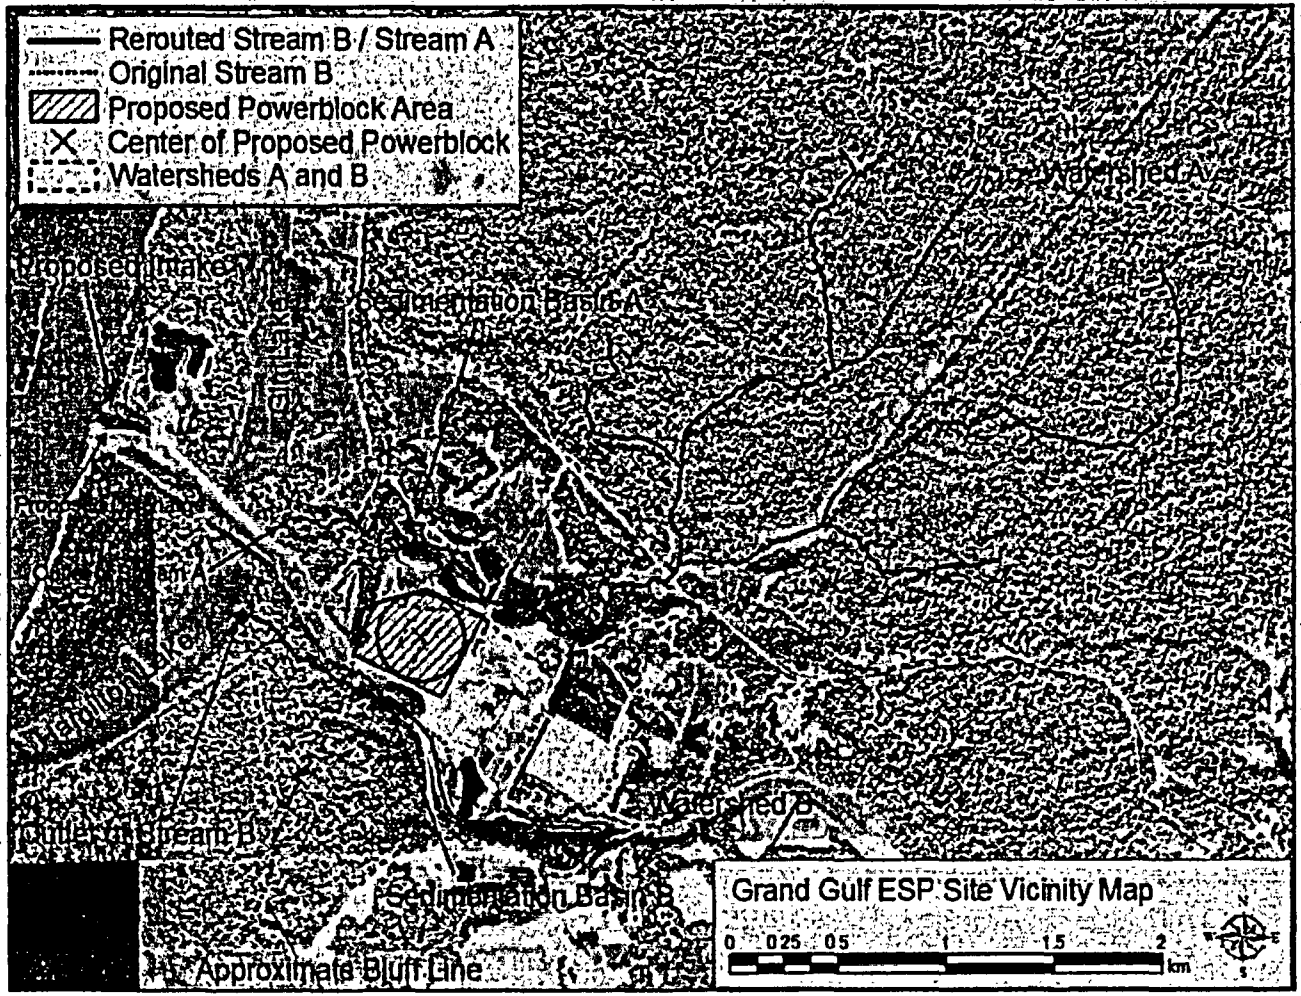 Rerouted Stream B / Stream A
Original Stream B
Proposed Powerblock Area
Center of Proposed Powerblock
Watersheds A and B
Watershed A
Proposed Intake
Sedimentation Basin A
Outlet of Stream B
Watershed B
Sedimentation Basin B
Approximate Bluff Line
Grand Gulf ESP Site Vicinity Map
0 0.25 0.5 1 1.5 2
km
N
W E
S